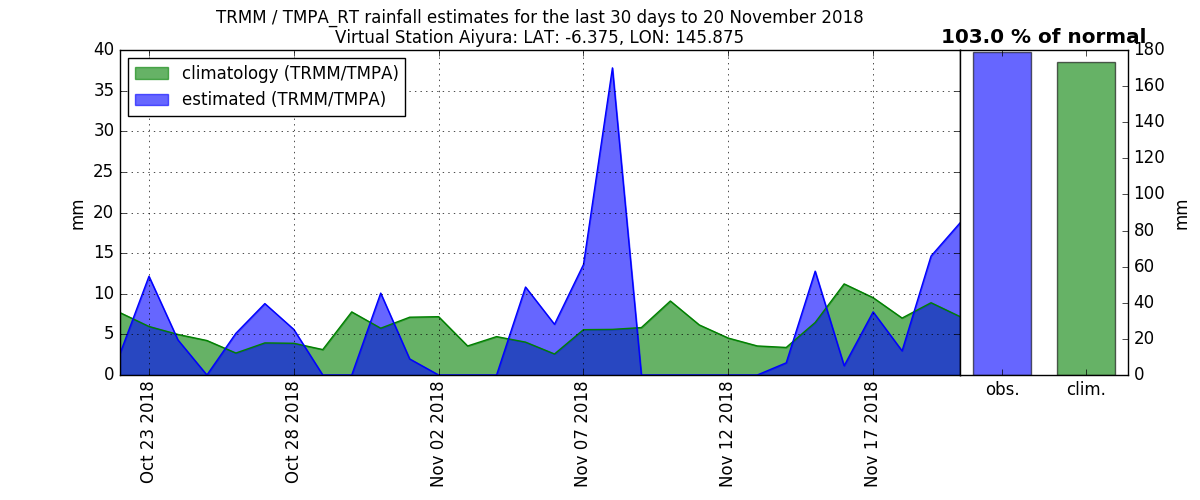 TRMM / TMPA_RT rainfall estimates for the last 30 days to 20 November 2018
Virtual Station Aiyura: LAT: -6.375, LON: 145.875
103.0 % of normal
climatology (TRMM/TMPA)
estimated (TRMM/TMPA)
40
35
30
25
20
15
10
5
0
mm
Oct 23 2018
Oct 28 2018
Nov 02 2018
Nov 07 2018
Nov 12 2018
Nov 17 2018
obs.
clim.
180
160
140
120
100
80
60
40
20
0
mm